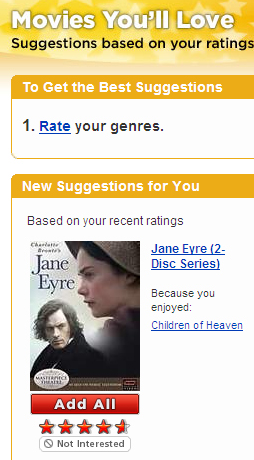 Movies You'll Love
Suggestions based on your ratings
To Get the Best Suggestions
1. Rate your genres.
New Suggestions for You
Based on your recent ratings
Charlotte Brontë's
Jane
Eyre
MASTERPIECE
THEATRE
Jane Eyre (2-
Disc Series)
Because you
enjoyed:
Children of Heaven
Add All
Not Interested